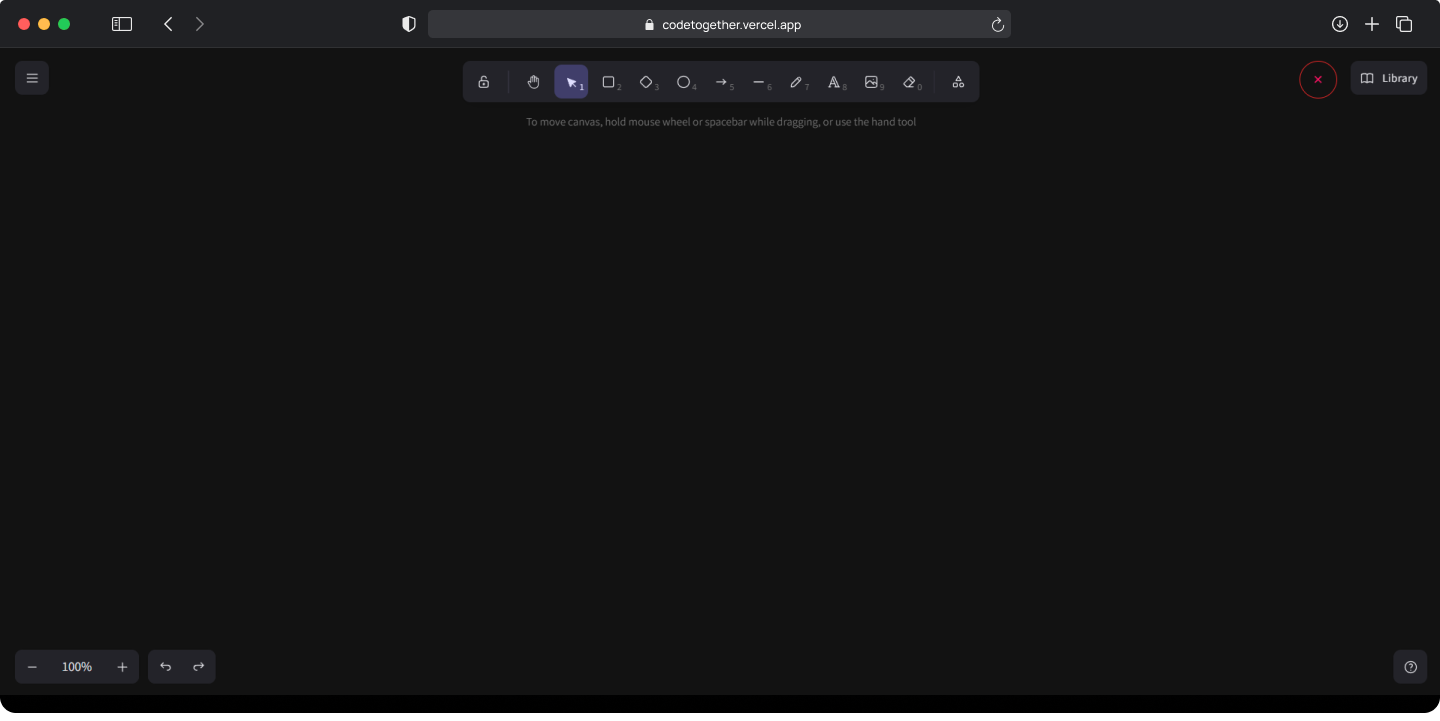 codetogether.vercel.app
1 2 3 4 5 6 7 A 8 9 0
Library
To move canvas, hold mouse wheel or spacebar while dragging, or use the hand tool
100%